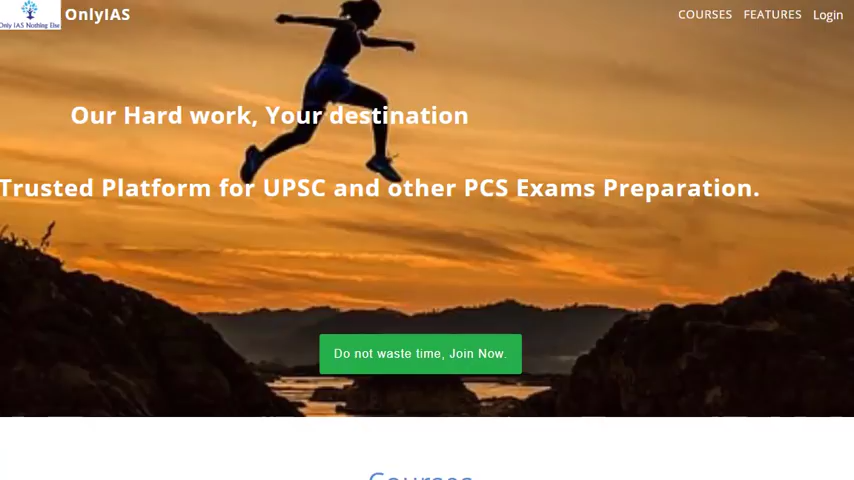 Only IAS Nothing Else
OnlyIAS
COURSES FEATURES Login
Our Hard work, Your destination
Trusted Platform for UPSC and other PCS Exams Preparation.
Do not waste time, Join Now.
Courses